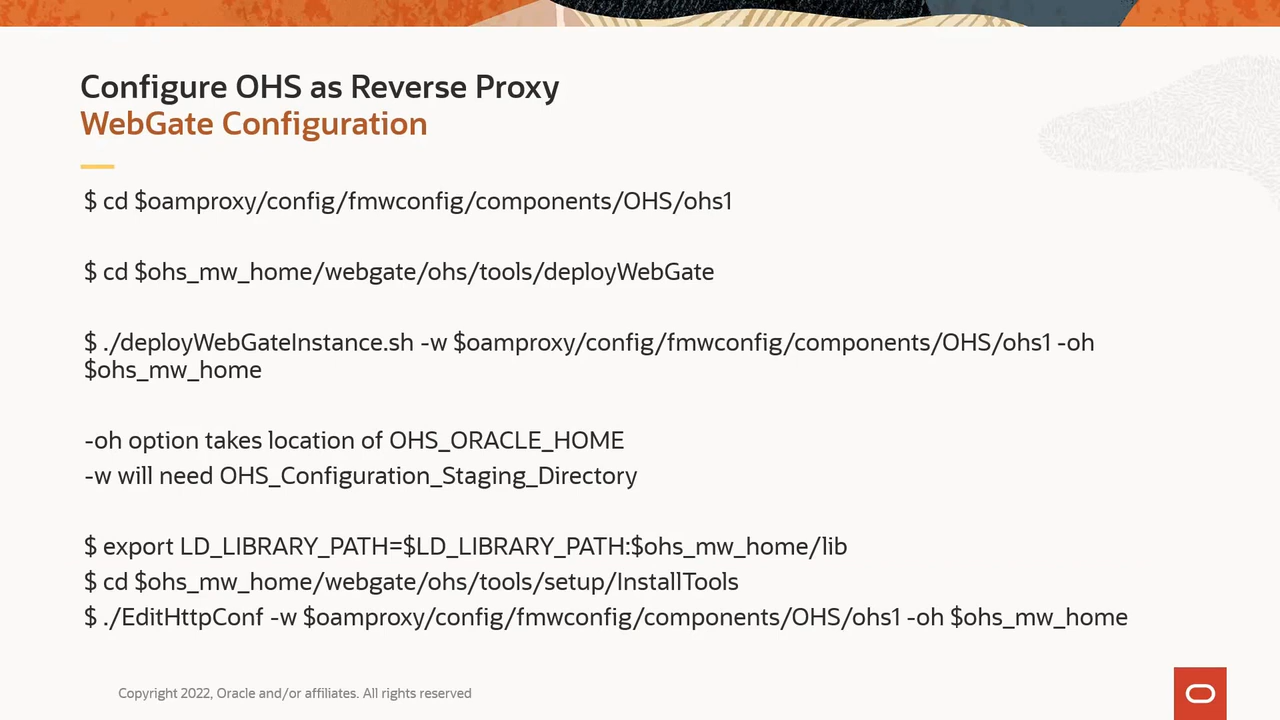 Configure OHS as Reverse Proxy
WebGate Configuration
$ cd $oamproxy/config/fmwconfig/components/OHS/ohs1
$ cd $ohs_mw_home/webgate/ohs/tools/deployWebGate
$ ./deployWebGateInstance.sh -w $oamproxy/config/fmwconfig/components/OHS/ohs1 -oh
$ohs_mw_home
-oh option takes location of OHS_ORACLE_HOME
-w will need OHS_Configuration_Staging_Directory
$ export LD_LIBRARY_PATH=$LD_LIBRARY_PATH:$ohs_mw_home/lib
$ cd $ohs_mw_home/webgate/ohs/tools/setup/InstallTools
$ ./EditHttpConf -w $oamproxy/config/fmwconfig/components/OHS/ohs1 -oh $ohs_mw_home
Copyright 2022, Oracle and/or affiliates. All rights reserved